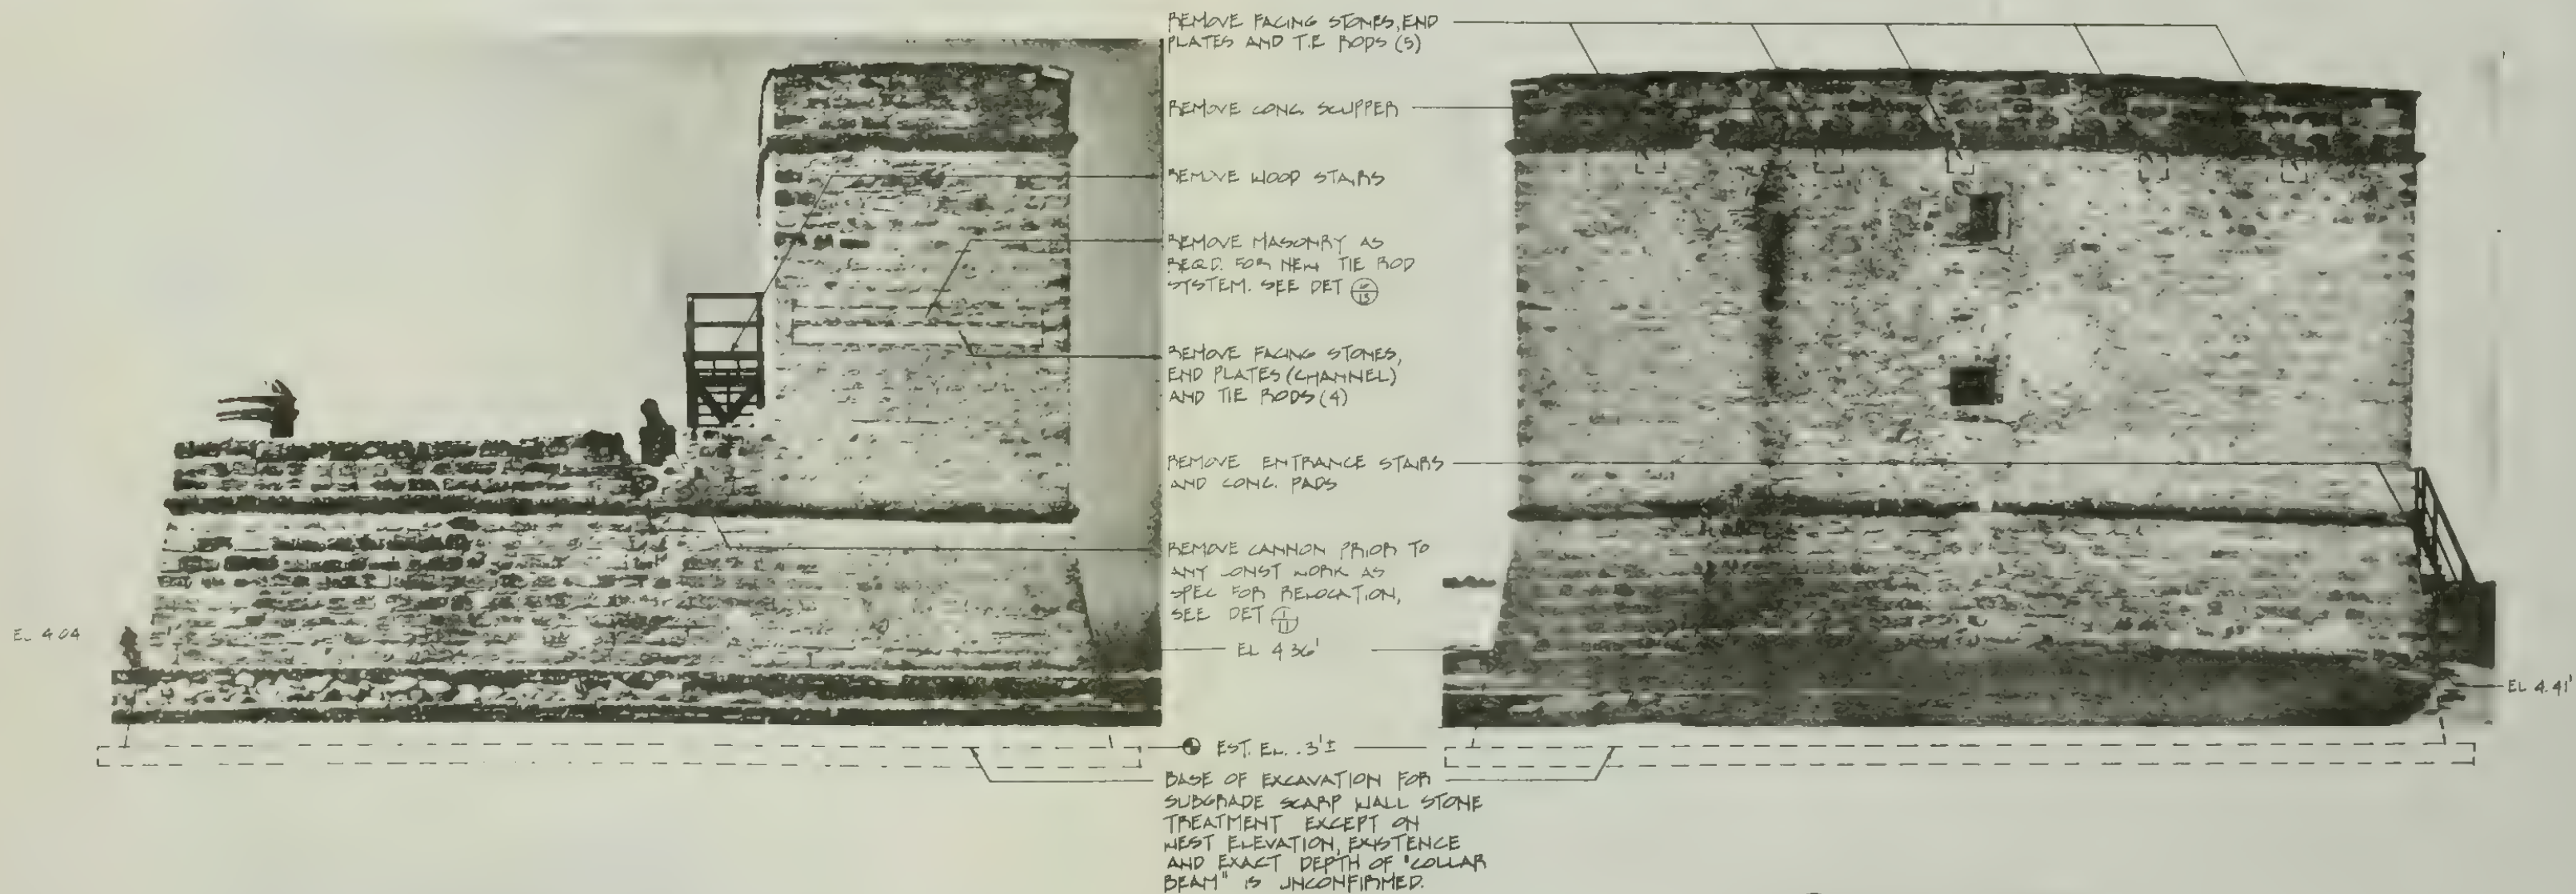 REMOVE FACING STONES, END
PLATES AND TIE RODS (5)
REMOVE CONC. SCUPPER
REMOVE WOOD STAIRS
REMOVE MASONRY AS
REQ'D. FOR NEW TIE ROD
SYSTEM. SEE DET
REMOVE FACING STONES,
END PLATES (CHANNEL)
AND TIE RODS (4)
REMOVE ENTRANCE STAIRS
AND CONC. PADS
REMOVE CANNON PRIOR TO
ANY CONST WORK AS
SPEC FOR RELOCATION,
SEE DET 1 11
EL 4.04
EL 4.36'
EL 4.41'
EST. EL. .3'±
BASE OF EXCAVATION FOR
SUBGRADE SCARP WALL STONE
TREATMENT EXCEPT ON
WEST ELEVATION, EXISTENCE
AND EXACT DEPTH OF "COLLAR
BEAM" IS UNCONFIRMED.